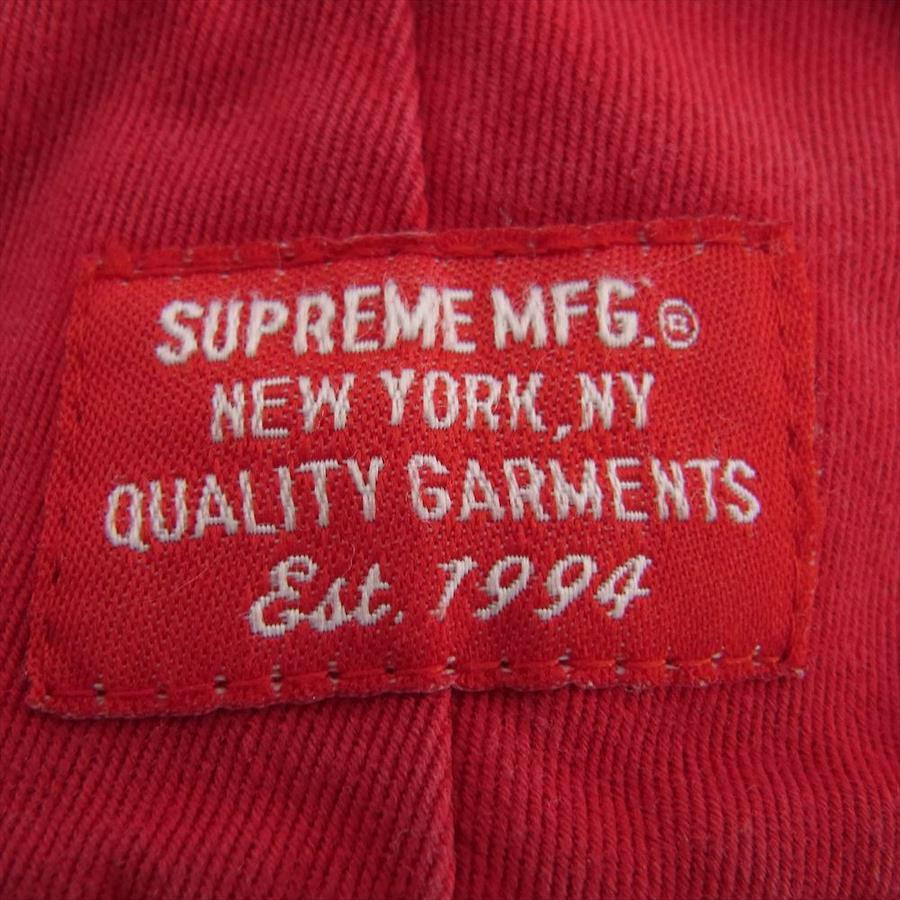 SUPREME MFG.®
NEW YORK, NY
QUALITY GARMENTS
Est. 1994